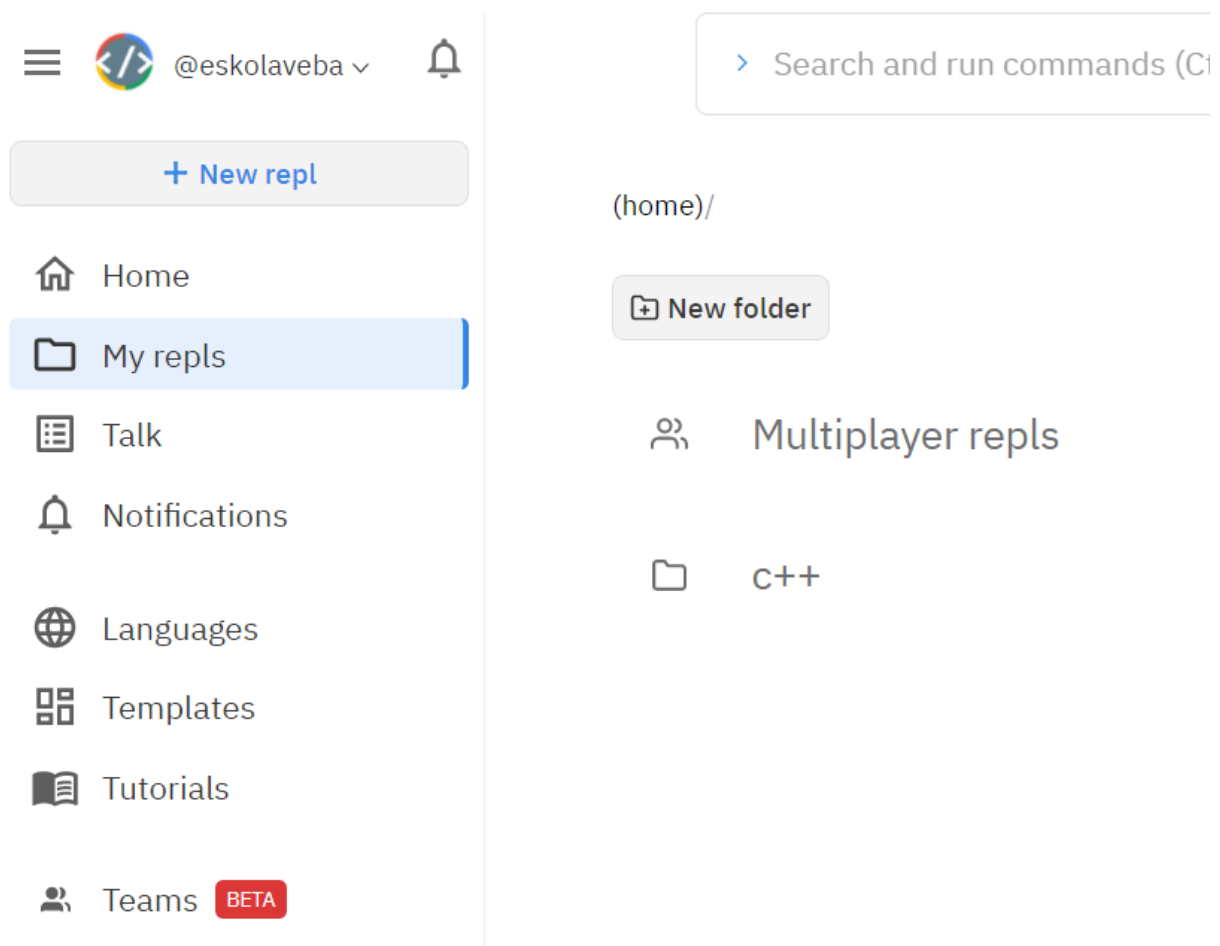 @eskolaveba
Search and run commands
+ New repl
(home)/
Home
New folder
My repls
Talk
Multiplayer repls
Notifications
c++
Languages
Templates
Tutorials
Teams BETA